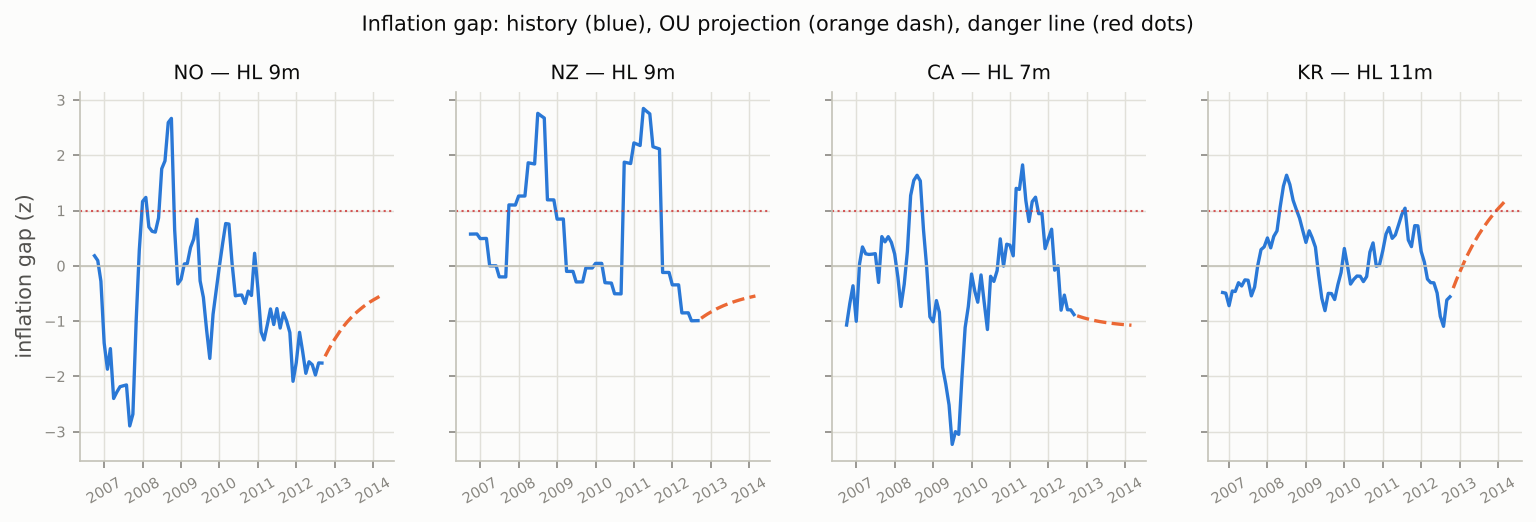 Inflation gap: history (blue), OU projection (orange dash), danger line (red dots)
NO — HL 9m
NZ — HL 9m
CA — HL 7m
KR — HL 11m
inflation gap (z)
3
2
1
0
−1
−2
−3
2007 2008 2009 2010 2011 2012 2013 2014
2007 2008 2009 2010 2011 2012 2013 2014
2007 2008 2009 2010 2011 2012 2013 2014
2007 2008 2009 2010 2011 2012 2013 2014